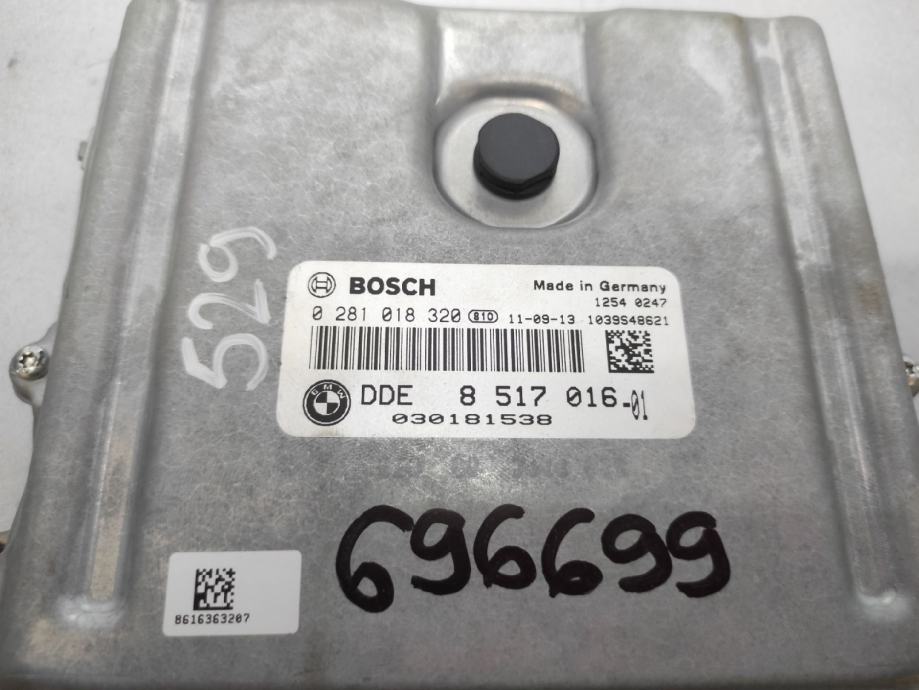 529
BOSCH
Made in Germany
1254 0247
0 281 018 320 B10 11-09-13 1039S48621
BMW
DDE 8 517 016-01
030181538
696699
8616363207